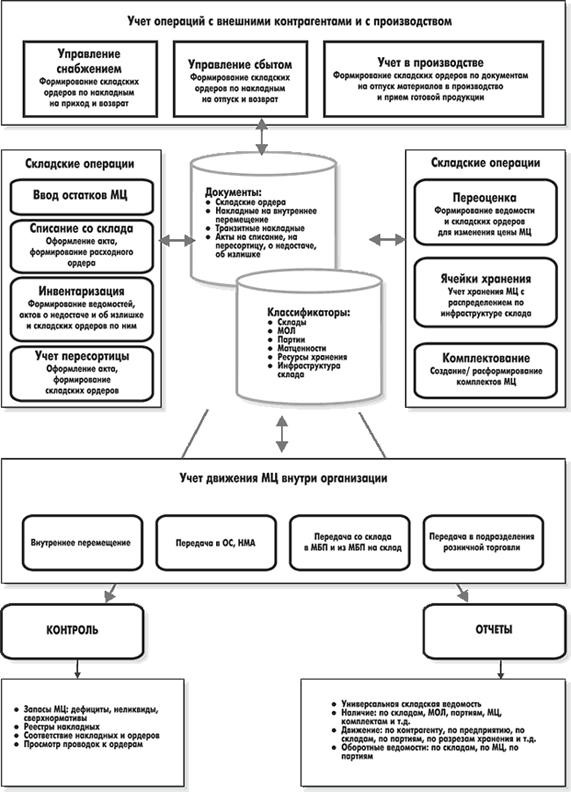 Учет операций с внешними контрагентами и с производством
Управление
снабжением
Формирование складских
ордеров по накладным
на приход и возврат
Управление сбытом
Формирование складских
ордеров по накладным
на отпуск и возврат
Учет в производстве
Формирование складских ордеров по документам
на отпуск материалов в производство
и прием готовой продукции
Складские операции
Ввод остатков МЦ
Списание со склада
Оформление акта,
формирование расходного
ордера
Инвентаризация
Формирование ведомостей,
актов о недостаче и об излишке
и складских ордеров по ним
Учет пересортицы
Оформление акта,
формирование
складских ордеров
Документы:
● Складские ордера
● Накладные на внутреннее
перемещение
● Транзитные накладные
● Акты на списание, на
пересортицу, о недостаче,
об излишке
Классификаторы:
● Склады
● МОЛ
● Партии
● Матценности
● Ресурсы хранения
● Инфраструктура
склада
Складские операции
Переоценка
Формирование ведомости
и складских ордеров
для изменения цены МЦ
Ячейки хранения
Учет хранения МЦ с
распределением по
инфраструктуре склада
Комплектование
Создание/ расформирование
комплектов МЦ
Учет движения МЦ внутри организации
Внутреннее перемещение
Передача в ОС, НМА
Передача со склада
в МБП и из МБП на склад
Передача в подразделения
розничной торговли
КОНТРОЛЬ
● Запасы МЦ: дефициты, неликвиды,
сверхнормативы
● Реестры накладных
● Соответствие накладных и ордеров
● Просмотр проводок к ордерам
ОТЧЕТЫ
● Универсальная складская ведомость
● Наличие: по складам, МОЛ, партиям, МЦ,
комплектам и т.д.
● Движение: по контрагенту, по предприятию, по
складам, по партиям, по разрезам хранения и т.д.
● Оборотные ведомости: по складам, по МЦ, по
партиям